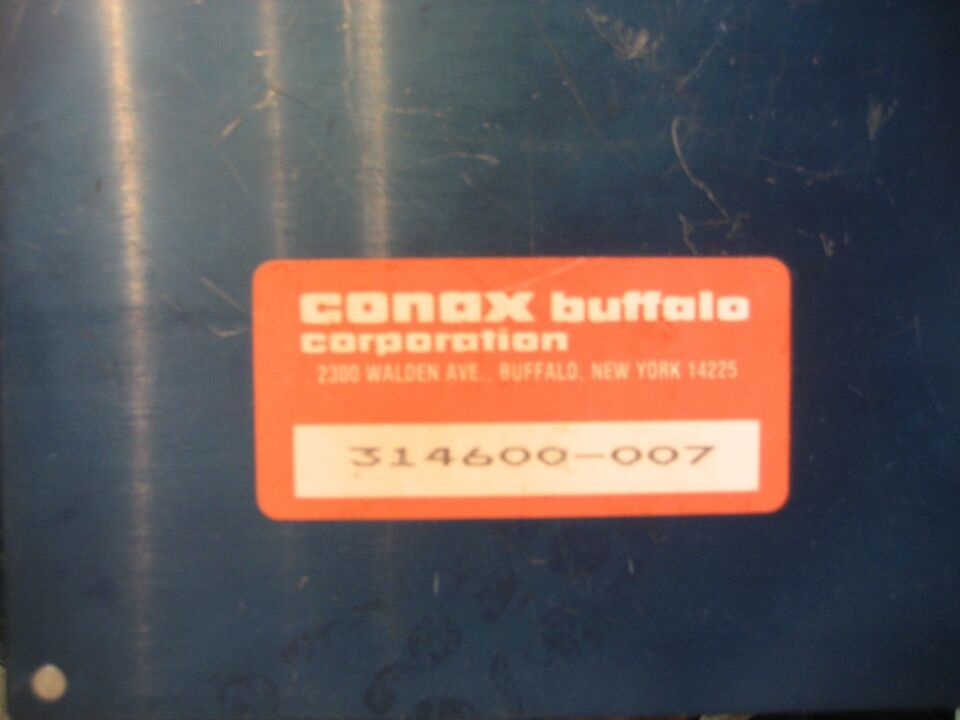 conax buffalo
corporation
2300 WALDEN AVE., BUFFALO, NEW YORK 14225
314600-007